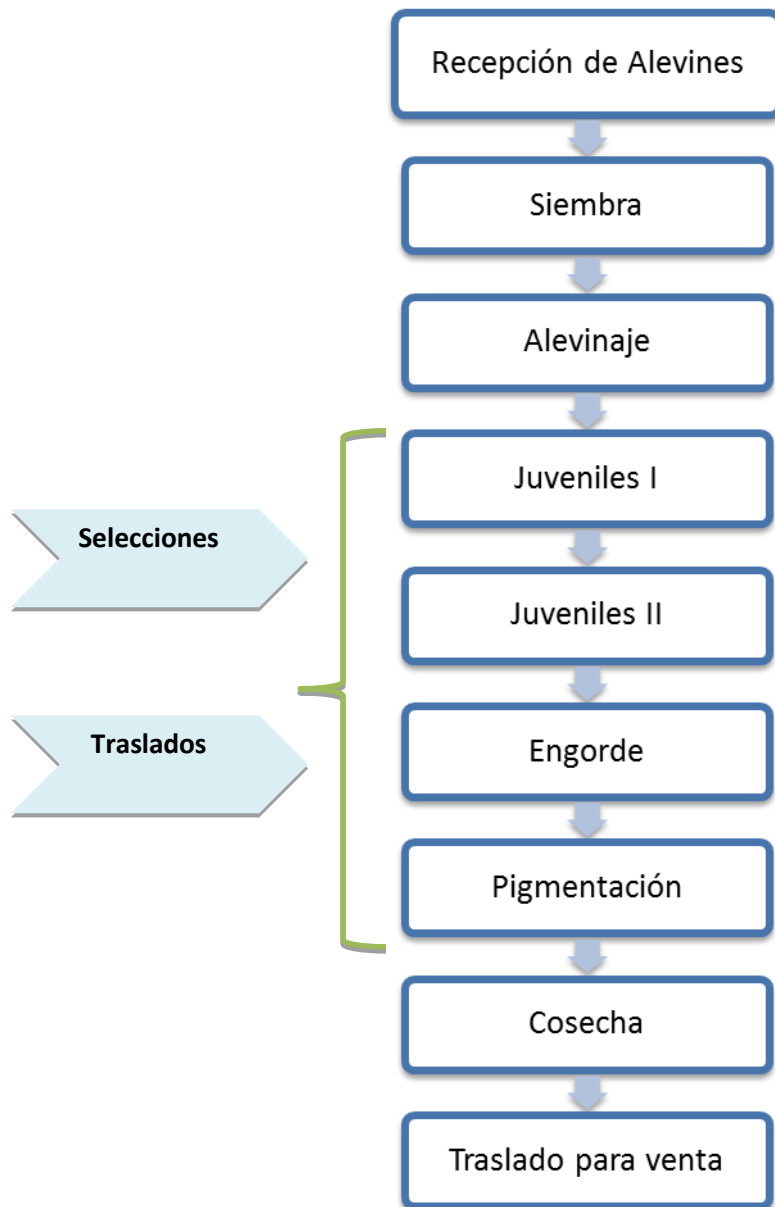 Recepción de Alevines
Siembra
Alevinaje
Juveniles I
Selecciones
Juveniles II
Traslados
Engorde
Pigmentación
Cosecha
Traslado para venta